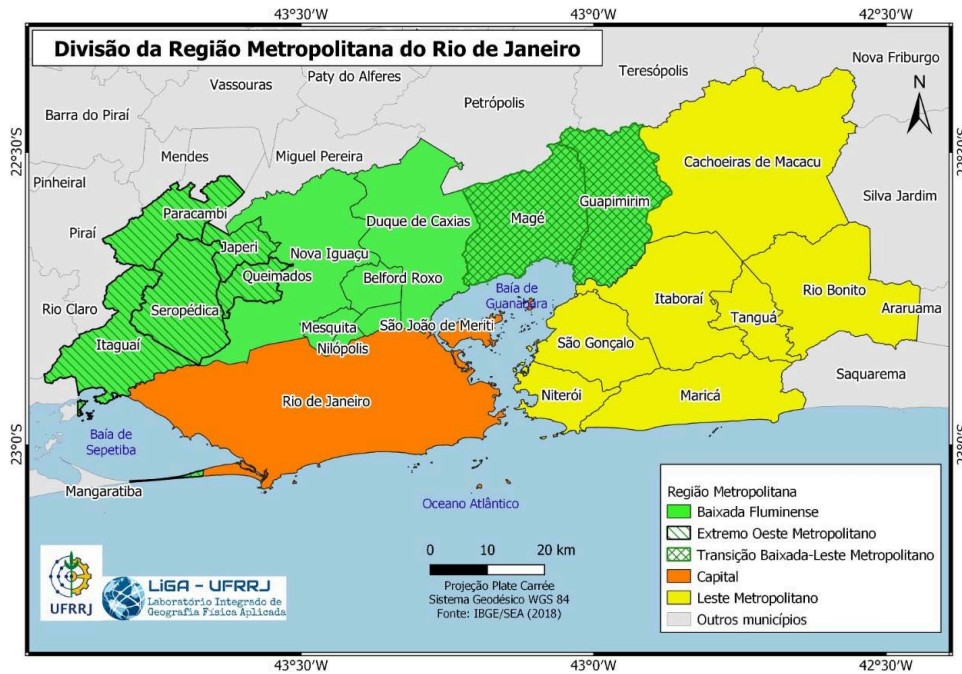 43°30'W 43°0'W 42°30'W
Divisão da Região Metropolitana do Rio de Janeiro
N
22°30'S
22°30'S
23°0'S
23°0'S
Nova Friburgo
Teresópolis
Paty do Alferes
Vassouras
Petrópolis
Barra do Piraí
Mendes
Miguel Pereira
Cachoeiras de Macacu
Pinheiral
Silva Jardim
Guapimirim
Paracambi
Duque de Caxias
Magé
Piraí
Japeri
Nova Iguaçu
Queimados
Belford Roxo
Baía de
Guanabara
Itaboraí
Rio Bonito
Rio Claro
Seropédica
Araruama
Tanguá
Mesquita
São João de Meriti
Itaguaí
Nilópolis
São Gonçalo
Saquarema
Rio de Janeiro
Niterói
Maricá
Baía de
Sepetiba
Mangaratiba
Oceano Atlântico
Região Metropolitana
Baixada Fluminense
Extremo Oeste Metropolitano
Transição Baixada-Leste Metropolitano
Capital
Leste Metropolitano
Outros municípios
0 10 20 km
Projeção Plate Carrée
Sistema Geodésico WGS 84
Fonte: IBGE/SEA (2018)
UFRRJ
LiGA - UFRRJ
Laboratório Integrado de
Geografia Física Aplicada
43°30'W 43°0'W 42°30'W